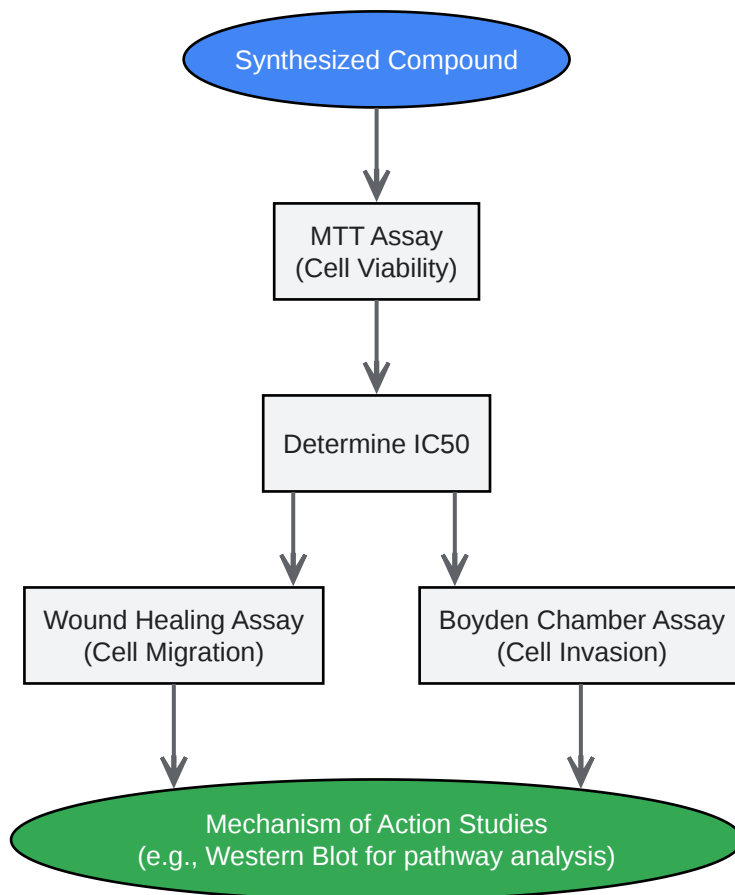 Synthesized Compound
MTT Assay
(Cell Viability)
Determine IC50
Wound Healing Assay
(Cell Migration)
Boyden Chamber Assay
(Cell Invasion)
Mechanism of Action Studies
(e.g., Western Blot for pathway analysis)